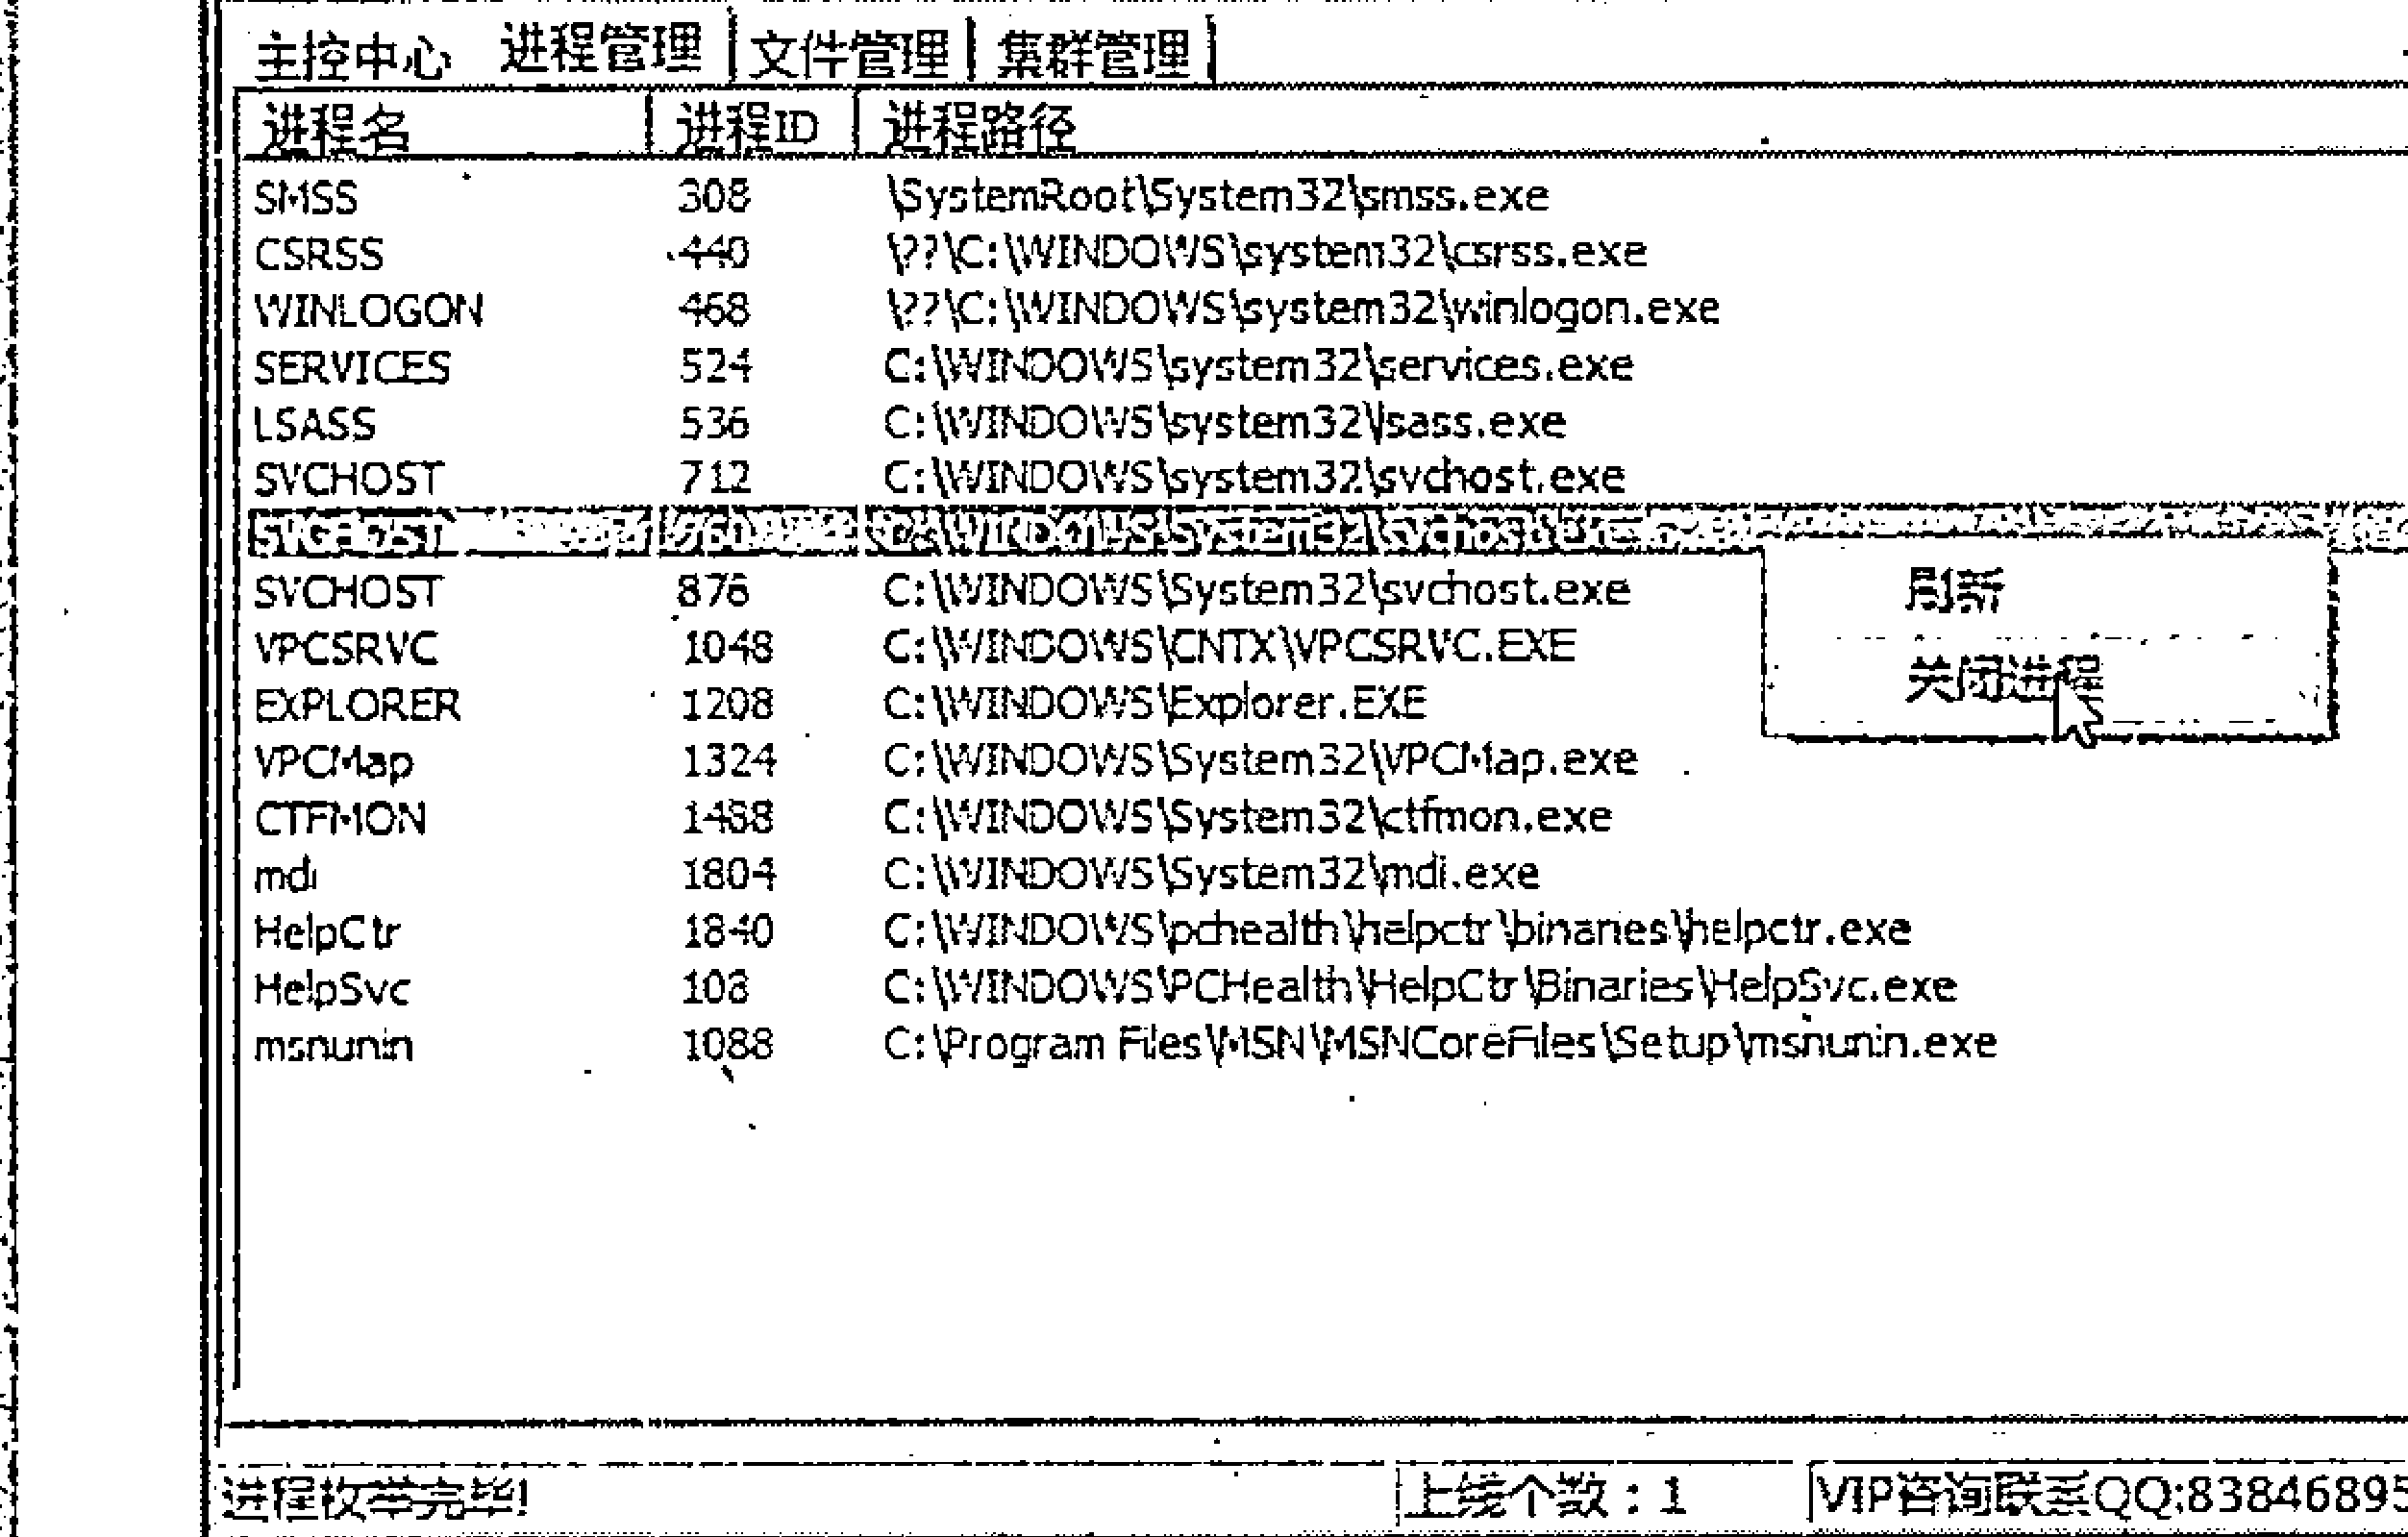 主控中心 进程管理 文件管理 集群管理
进程名 进程ID 进程路径
SMSS 308 \SystemRoot\System32\smss.exe
CSRSS 440 \??\C:\WINDOWS\system32\csrss.exe
WINLOGON 468 \??\C:\WINDOWS\system32\winlogon.exe
SERVICES 524 C:\WINDOWS\system32\services.exe
LSASS 536 C:\WINDOWS\system32\lsass.exe
SVCHOST 712 C:\WINDOWS\system32\svchost.exe
SVCHOST C:\WINDOWS\System32\svchost.exe
刷新
SVCHOST 876 C:\WINDOWS\System32\svchost.exe
VPCSRVC 1048 C:\WINDOWS\CNTX\VPCSRVC.EXE
关闭进程
EXPLORER 1208 C:\WINDOWS\Explorer.EXE
VPCMap 1324 C:\WINDOWS\System32\VPCMap.exe
CTFMON 1488 C:\WINDOWS\System32\ctfmon.exe
mdi 1804 C:\WINDOWS\System32\mdi.exe
HelpCtr 1840 C:\WINDOWS\pchealth\helpctr\binaries\helpctr.exe
HelpSvc 108 C:\WINDOWS\PCHealth\HelpCtr\Binaries\HelpSvc.exe
msnunin 1088 C:\Program Files\MSN\MSNCoreFiles\Setup\msnunin.exe
进程枚举完毕! 上线个数:1 VIP咨询联系QQ:83846895